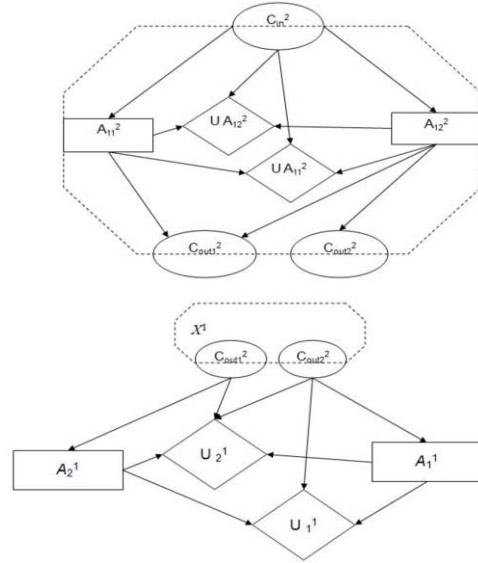 C_in^2
U A_12^2
A_11^2
A_12^2
U A_11^2
C_out1^2
C_out2^2
X^1
C_out1^2
C_out2^2
U_2^1
A_2^1
A_1^1
U_1^1